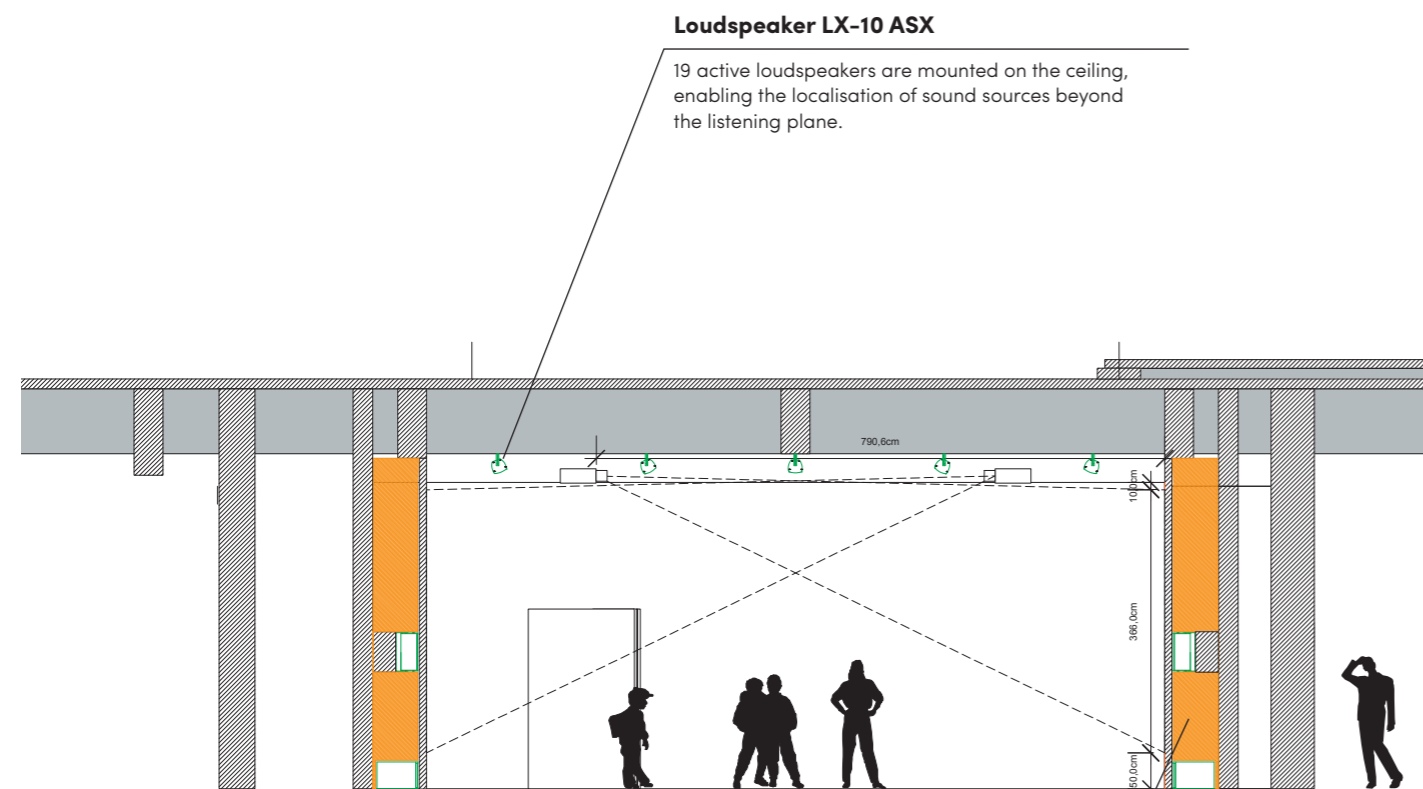 Loudspeaker LX-10 ASX
19 active loudspeakers are mounted on the ceiling,
enabling the localisation of sound sources beyond
the listening plane.
790,6cm
10,0cm
366,0cm
50,0cm